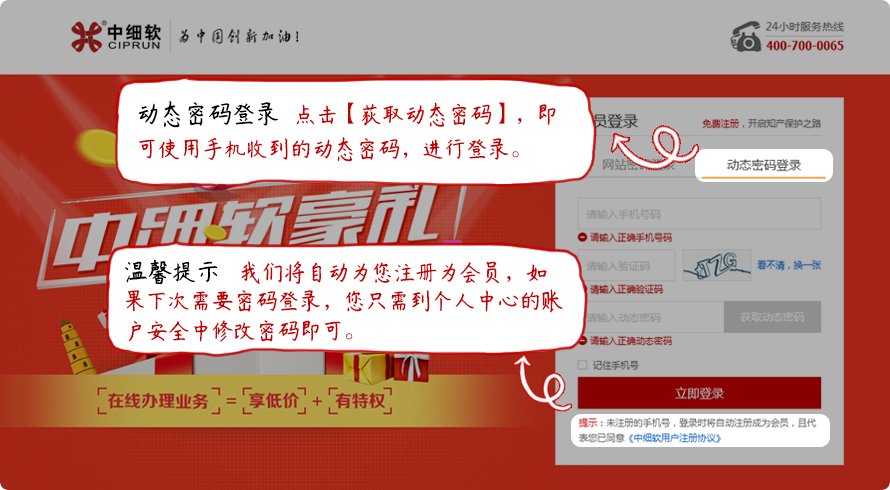 中细软
CIPRUN
为中国创新加油！
24小时服务热线
400-700-0065
动态密码登录 点击【获取动态密码】，即
可使用手机收到的动态密码，进行登录。
员登录
免费注册，开启知产保护之路
网站密码登录
动态密码登录
中细软豪礼
请输入手机号码
请输入正确手机号码
请输入验证码
看不清，换一张
请输入正确验证码
温馨提示 我们将自动为您注册为会员，如
果下次需要密码登录，您只需到个人中心的账
户安全中修改密码即可。
请输入动态密码
获取动态密码
请输入正确动态密码
记住手机号
立即登录
在线办理业务 = 享低价 + 有特权
提示：未注册的手机号，登录时将自动注册成为会员，且代
表您已同意《中细软用户注册协议》